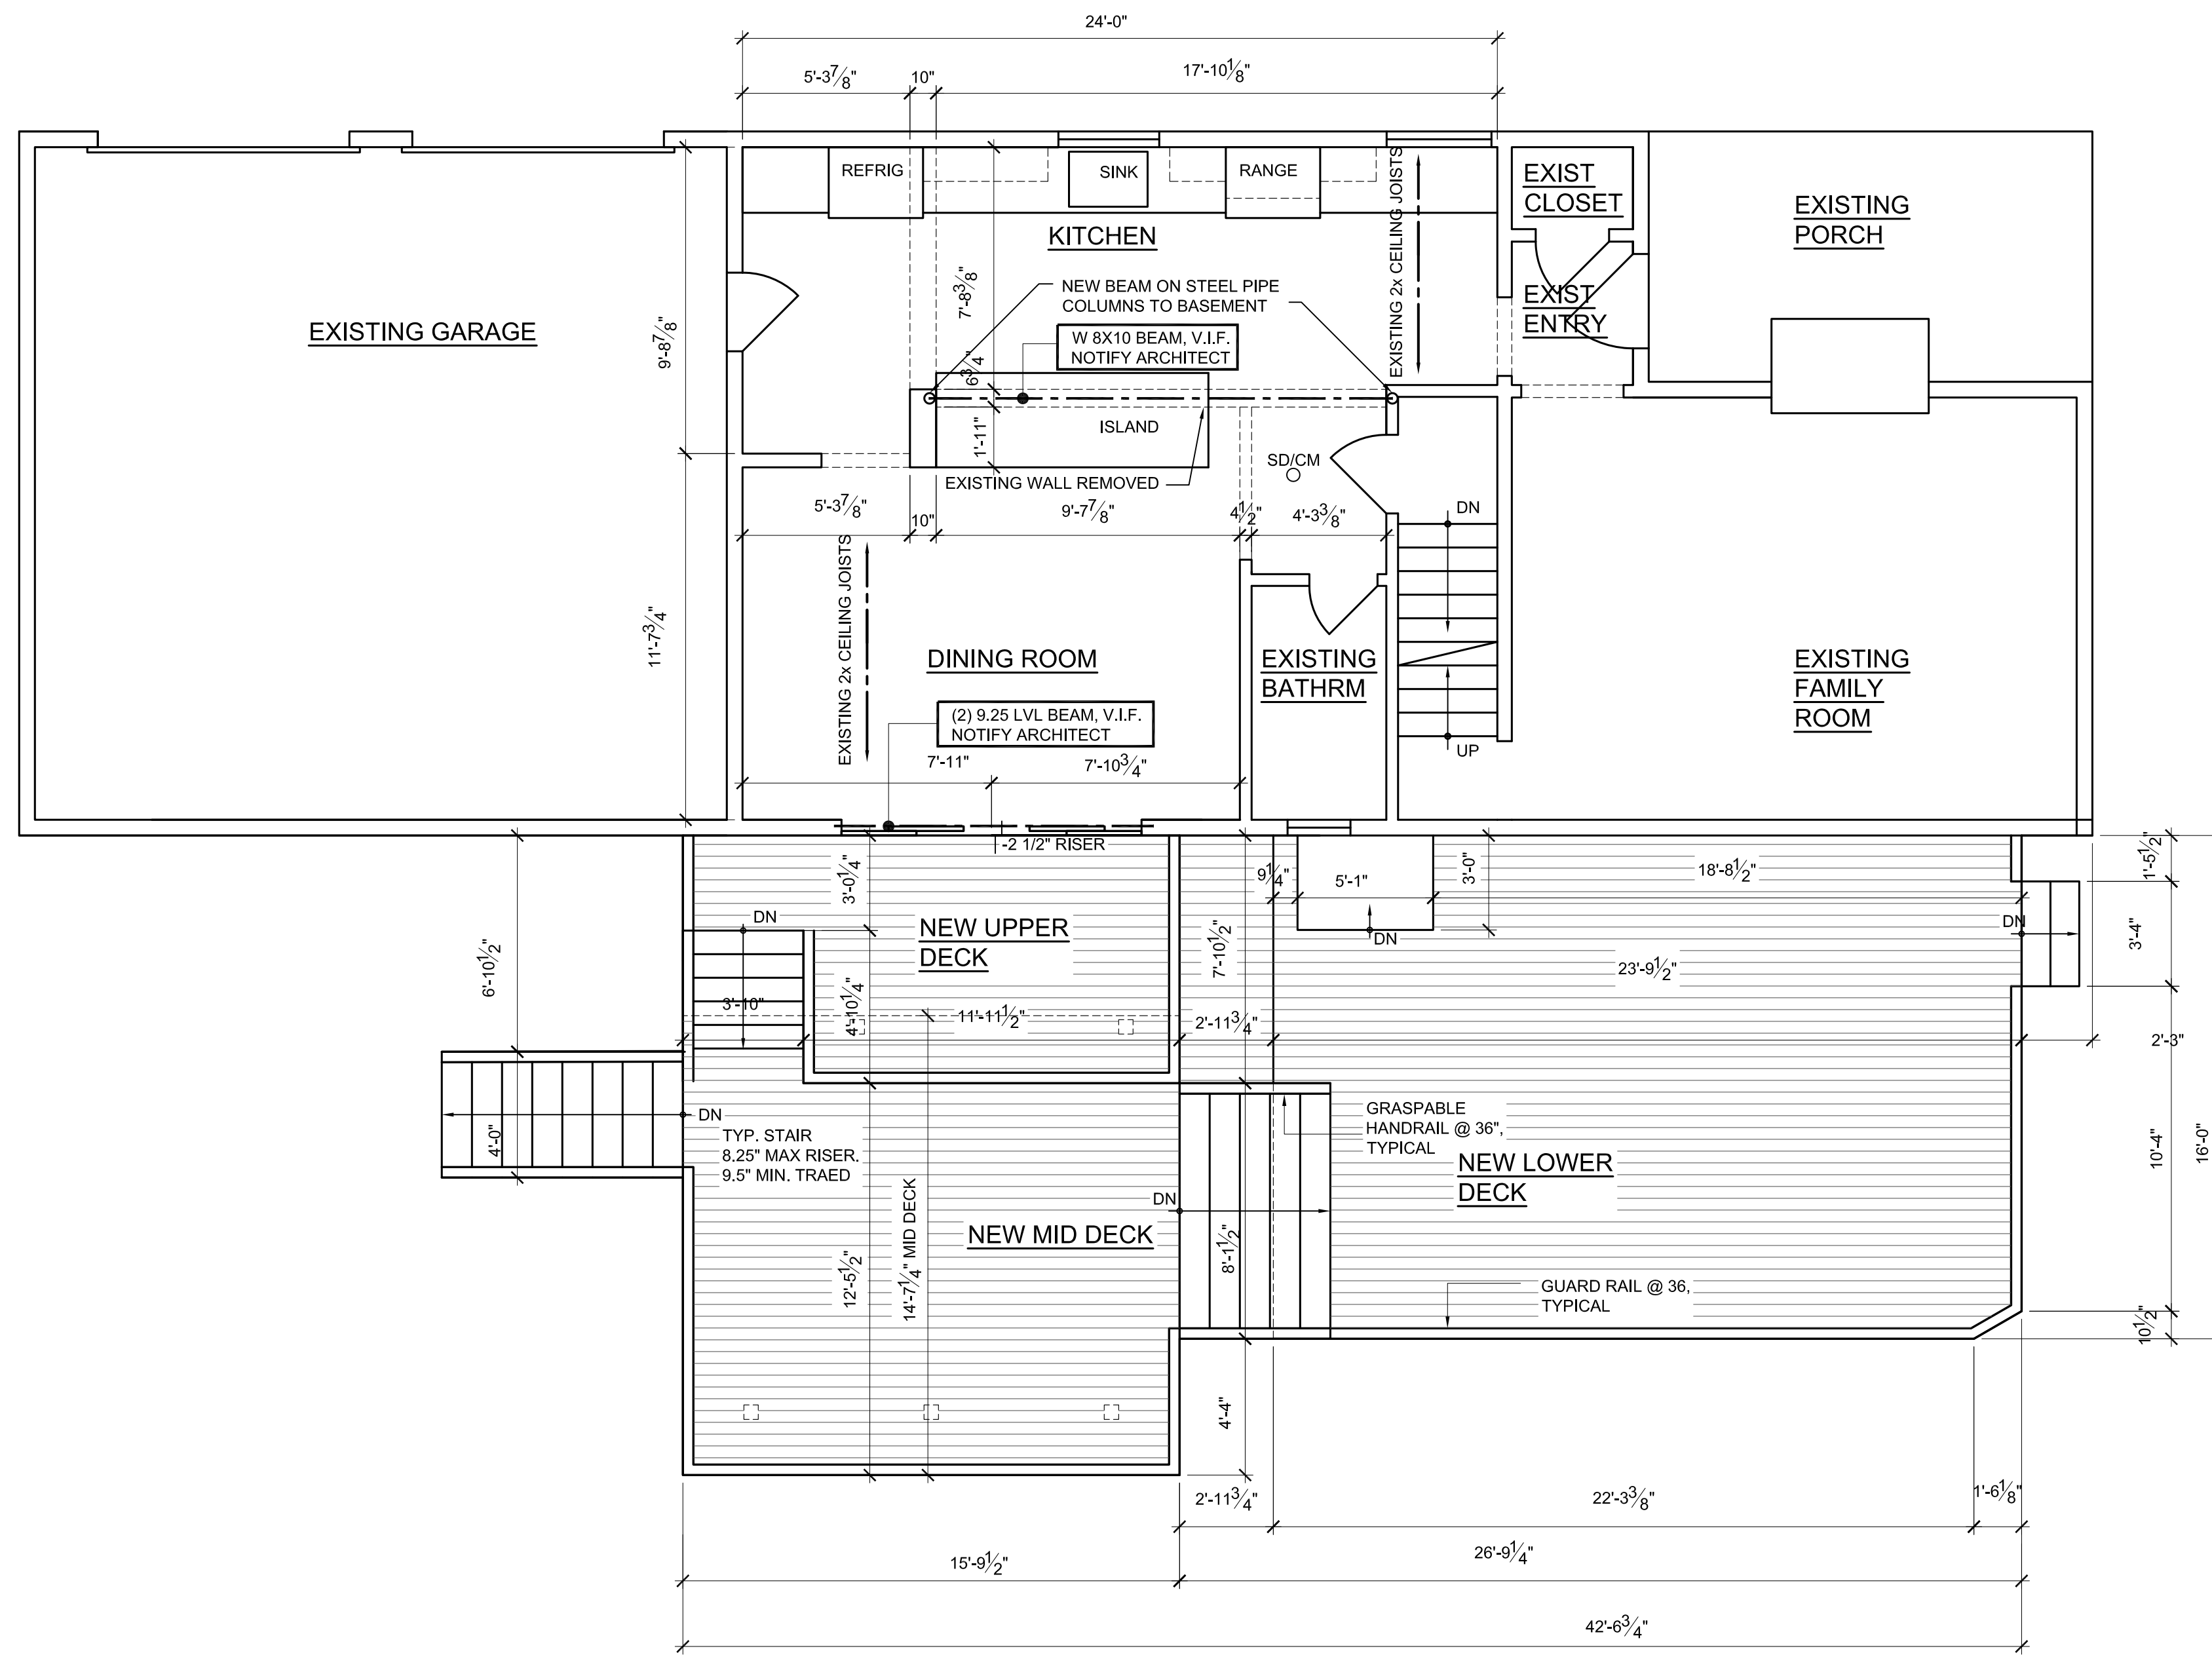 24'-0"
5'-3 7/8"
10"
17'-10 1/8"
REFRIG
SINK
RANGE
EXIST
CLOSET
EXISTING
PORCH
KITCHEN
EXISTING 2x CEILING JOISTS
7'-8 3/8"
NEW BEAM ON STEEL PIPE
COLUMNS TO BASEMENT
EXIST
ENTRY
EXISTING GARAGE
9'-8 7/8"
W 8X10 BEAM, V.I.F.
NOTIFY ARCHITECT
6 3/4"
ISLAND
1'-11"
SD/CM
EXISTING WALL REMOVED
5'-3 7/8"
10"
9'-7 7/8"
4 1/2"
4'-3 3/8"
DN
EXISTING 2x CEILING JOISTS
11'-7 3/4"
DINING ROOM
EXISTING
BATHRM
EXISTING
FAMILY
ROOM
(2) 9.25 LVL BEAM, V.I.F.
NOTIFY ARCHITECT
UP
7'-11"
7'-10 3/4"
-2 1/2" RISER
3'-0 1/4"
9 1/4"
5'-1"
3'-0"
18'-8 1/2"
1'-5 1/2"
DN
NEW UPPER
DECK
DN
DN
3'-4"
6'-10 1/2"
7'-10 1/2"
23'-9 1/2"
3'-10"
4'-10 1/4"
11'-11 1/2"
2'-11 3/4"
2'-3"
DN
4'-0"
TYP. STAIR
8.25" MAX RISER.
9.5" MIN. TRAED
GRASPABLE
HANDRAIL @ 36",
TYPICAL
NEW LOWER
DECK
10'-4"
16'-0"
DN
NEW MID DECK
14'-7 1/4" MID DECK
12'-5 1/2"
8'-1 1/2"
GUARD RAIL @ 36,
TYPICAL
10 1/2"
4'-4"
2'-11 3/4"
22'-3 3/8"
1'-6 1/8"
15'-9 1/2"
26'-9 1/4"
42'-6 3/4"